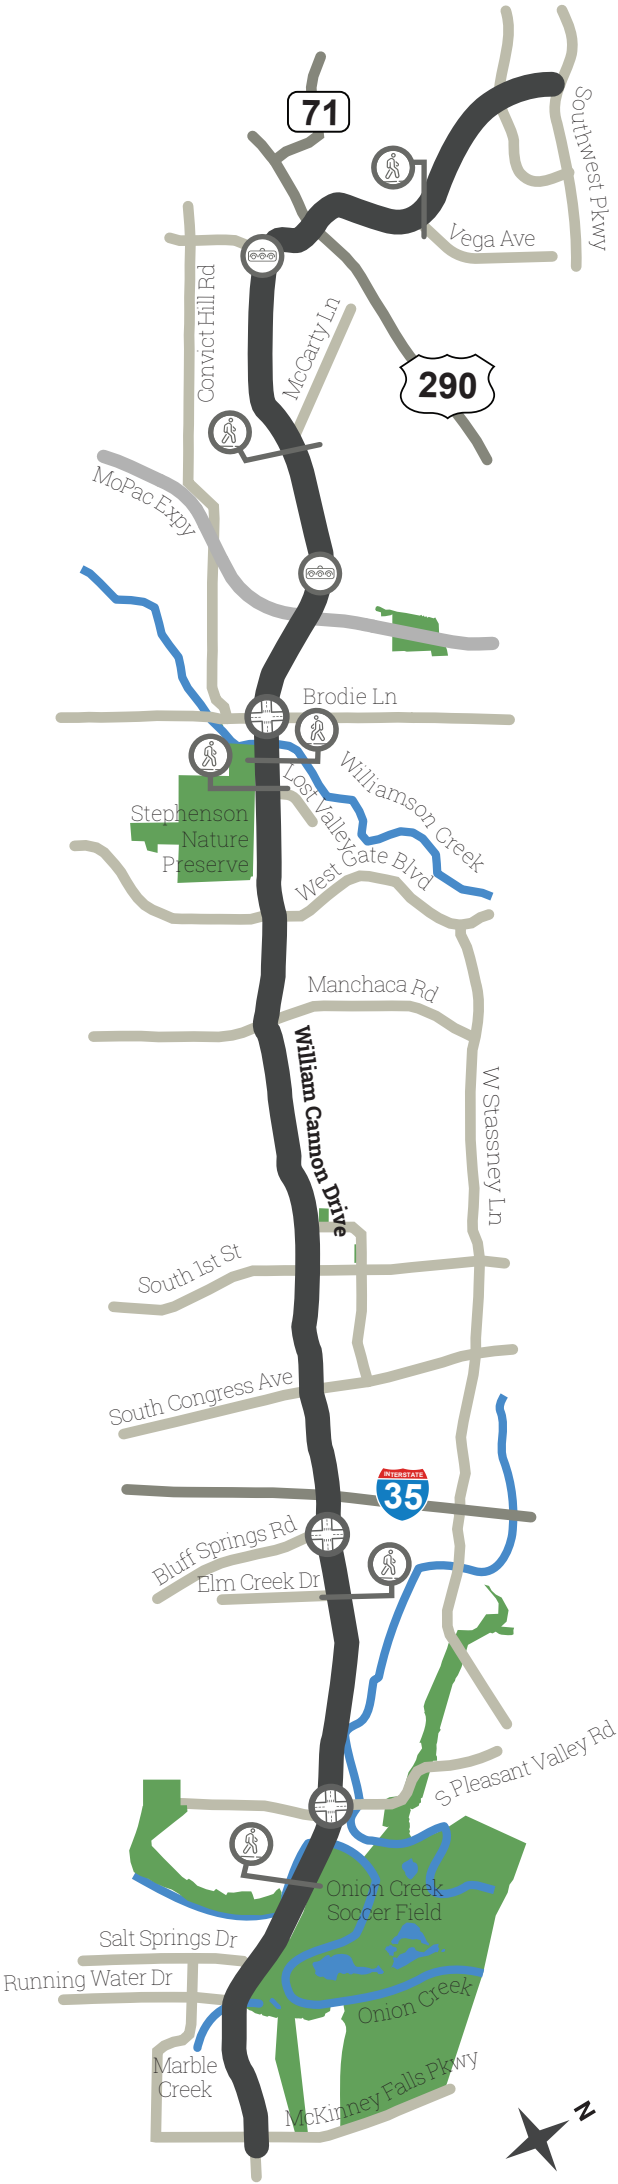 71
Southwest Pkwy
Vega Ave
Convict Hill Rd
McCarty Ln
290
MoPac Expy
Brodie Ln
Williamson Creek
Lost Valley
Stephenson
Nature
Preserve
West Gate Blvd
Manchaca Rd
William Cannon Drive
W Stassney Ln
South 1st St
South Congress Ave
INTERSTATE
35
Bluff Springs Rd
Elm Creek Dr
S Pleasant Valley Rd
Onion Creek
Soccer Field
Salt Springs Dr
Running Water Dr
Onion Creek
Marble
Creek
McKinney Falls Pkwy
N